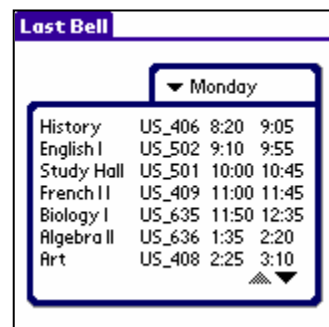 Last Bell
Monday
History US_406 8:20 9:05
English I US_502 9:10 9:55
Study Hall US_501 10:00 10:45
French II US_409 11:00 11:45
Biology I US_635 11:50 12:35
Algebra II US_636 1:35 2:20
Art US_408 2:25 3:10